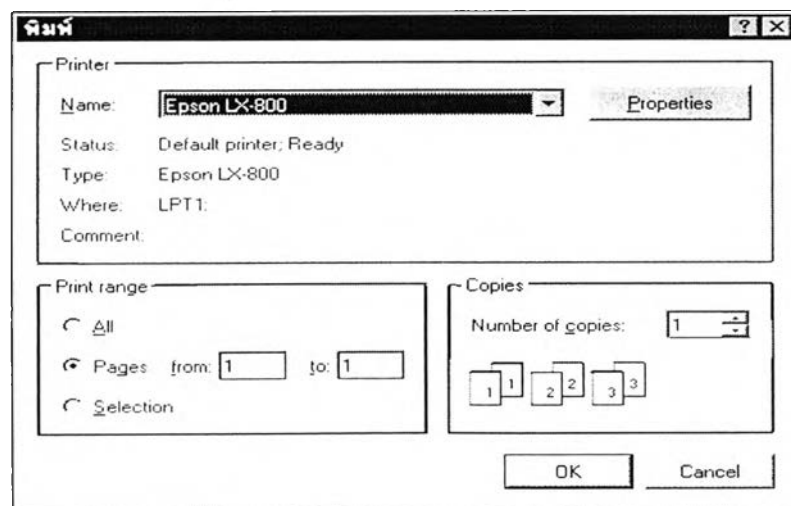 พิมพ์
Printer
Name: Epson LX-800 Properties
Status: Default printer; Ready
Type: Epson LX-800
Where: LPT1:
Comment:
Print range
All
Pages from: 1 to: 1
Selection
Copies
Number of copies: 1
1 1 2 2 3 3
OK Cancel